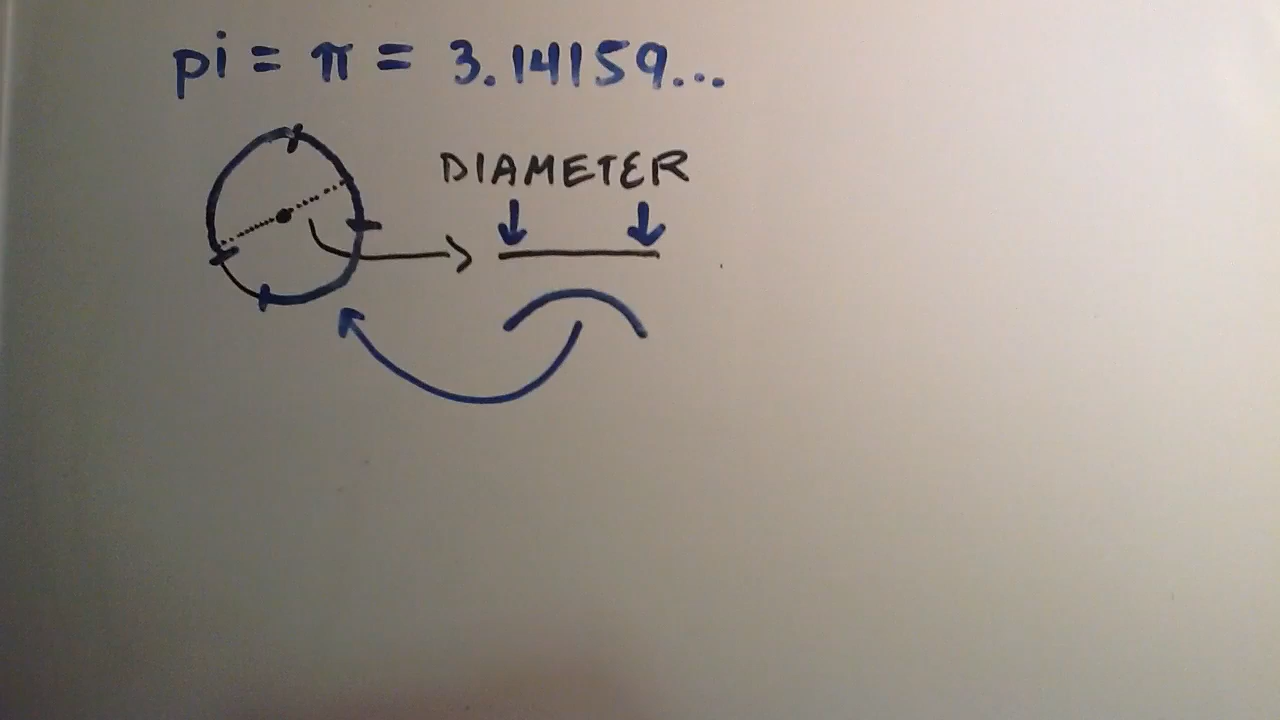 pi = π = 3.14159...
DIAMETER